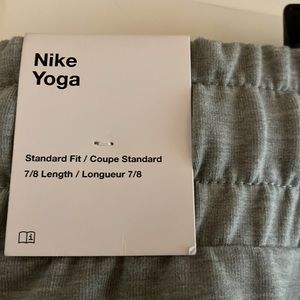 Nike
Yoga
Standard Fit / Coupe Standard
7/8 Length / Longueur 7/8